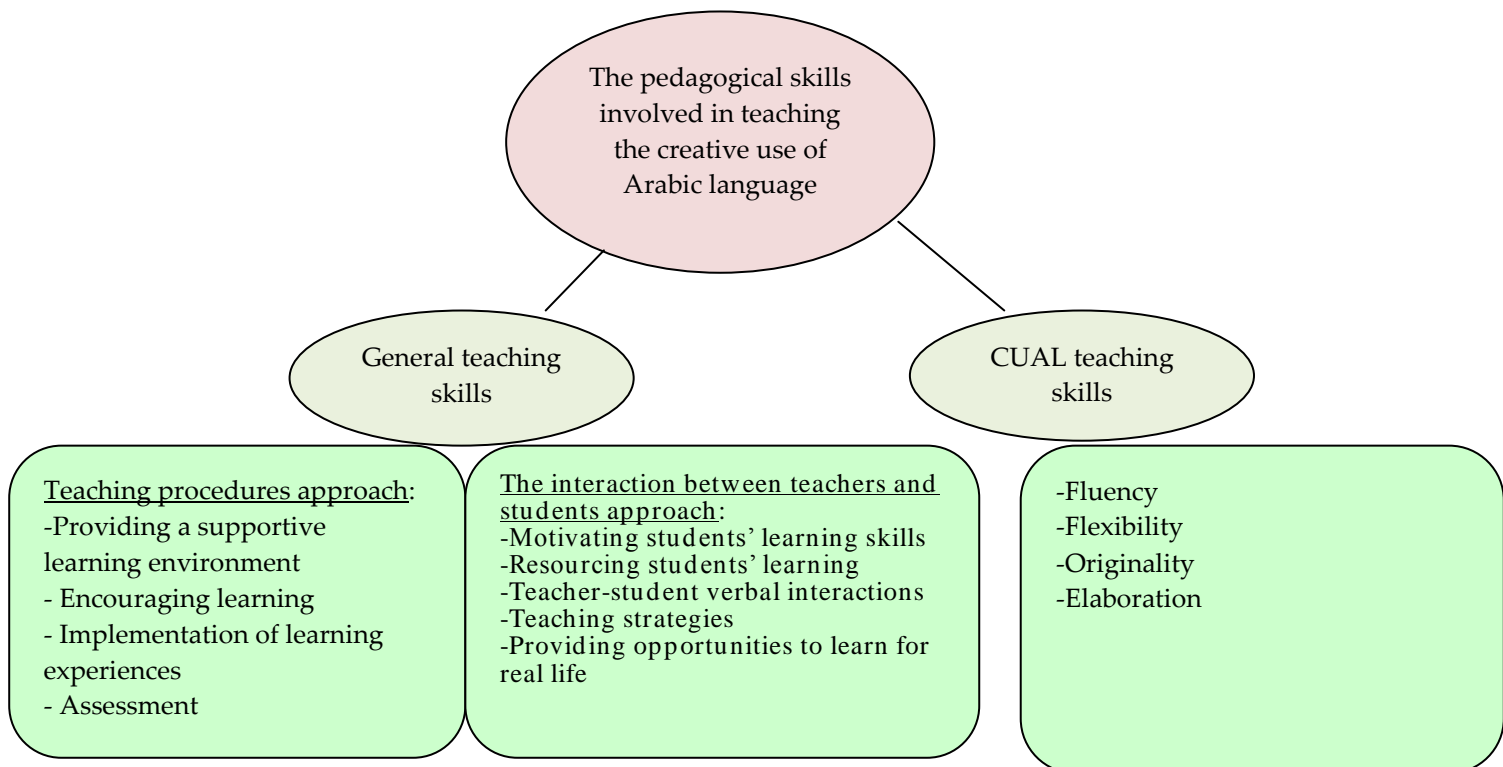 The pedagogical skills
involved in teaching
the creative use of
Arabic language
General teaching
skills
CUAL teaching
skills
Teaching procedures approach:
-Providing a supportive
learning environment
- Encouraging learning
- Implementation of learning
experiences
- Assessment
The interaction between teachers and
students approach:
-Motivating students’ learning skills
-Resourcing students’ learning
-Teacher-student verbal interactions
-Teaching strategies
-Providing opportunities to learn for
real life
-Fluency
-Flexibility
-Originality
-Elaboration